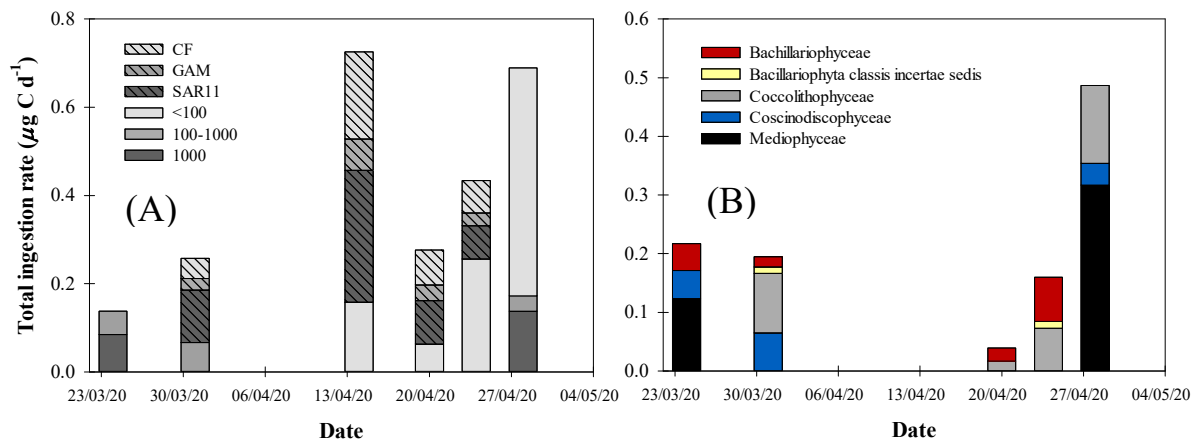 0.8
0.6
0.4
0.2
0.0
Total ingestion rate (µg C d⁻¹)
CF
GAM
SAR11
<100
100-1000
1000
(A)
23/03/20 30/03/20 06/04/20 13/04/20 20/04/20 27/04/20 04/05/20
Date
0.6
0.5
0.4
0.3
0.2
0.1
0.0
Bachillariophyceae
Bacillariophyta classis incertae sedis
Coccolithophyceae
Coscinodiscophyceae
Mediophyceae
(B)
23/03/20 30/03/20 06/04/20 13/04/20 20/04/20 27/04/20 04/05/20
Date